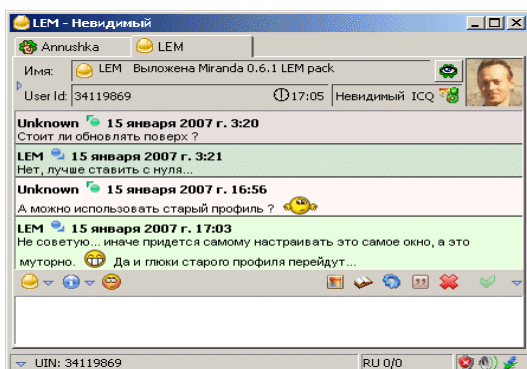 LEM - Невидимый
Annushka LEM
Имя: LEM Выложена Miranda 0.6.1 LEM pack
User Id: 34119869 17:05 Невидимый ICQ
Unknown 15 января 2007 г. 3:20
Стоит ли обновлять поверх ?
LEM 15 января 2007 г. 3:21
Нет, лучше ставить с нуля...
Unknown 15 января 2007 г. 16:56
А можно использовать старый профиль ?
LEM 15 января 2007 г. 17:03
Не советую... иначе придется самому настраивать это самое окно, а это
муторно. Да и глюки старого профиля перейдут...
UIN: 34119869 RU 0/0